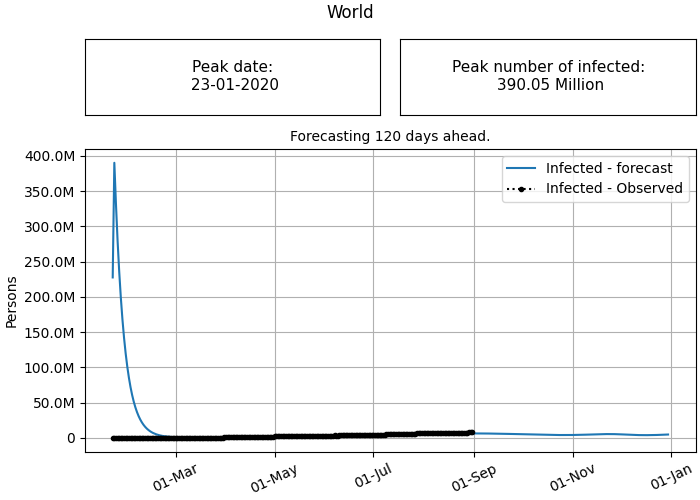 World
Peak date:
23-01-2020
Peak number of infected:
390.05 Million
Forecasting 120 days ahead.
400.0M
350.0M
300.0M
250.0M
200.0M
150.0M
100.0M
50.0M
0
Persons
Infected - forecast
Infected - Observed
01-Mar
01-May
01-Jul
01-Sep
01-Nov
01-Jan